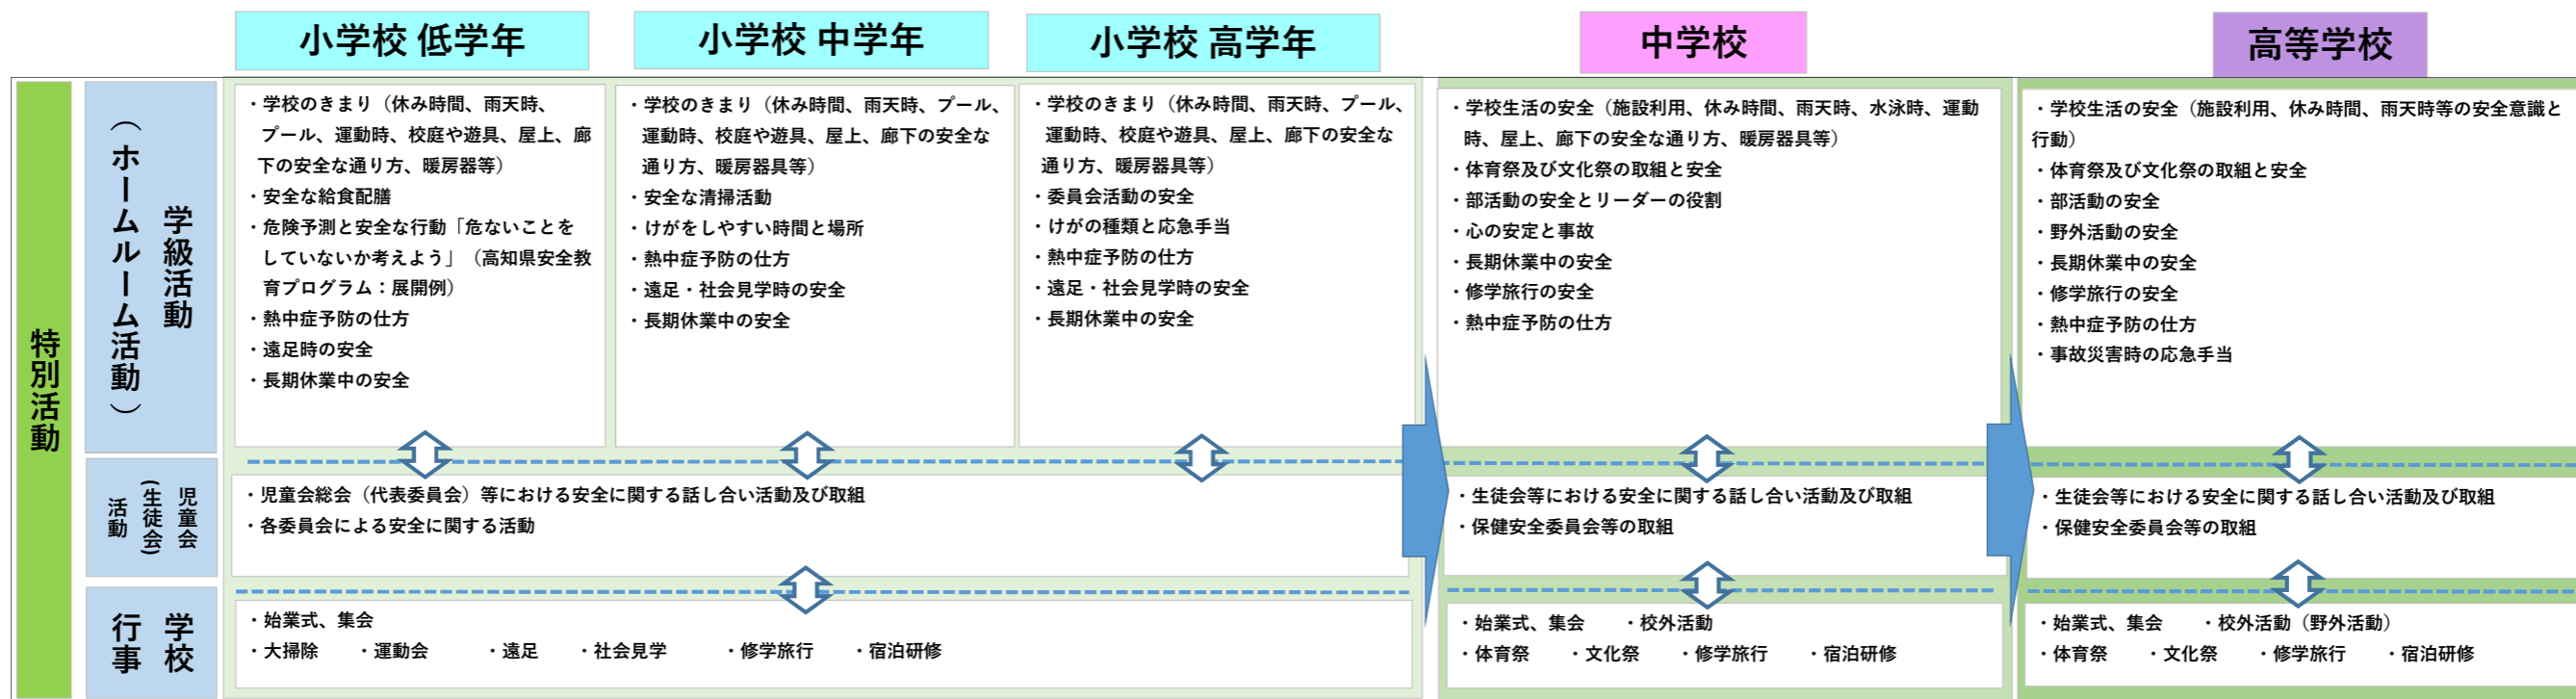 小学校 低学年
小学校 中学年
小学校 高学年
中学校
高等学校
特別活動
学級活動
（ホームルーム活動）
・学校のきまり（休み時間、雨天時、
プール、運動時、校庭や遊具、屋上、廊
下の安全な通り方、暖房器等）
・安全な給食配膳
・危険予測と安全な行動「危ないことを
していないか考えよう」（高知県安全教
育プログラム：展開例）
・熱中症予防の仕方
・遠足時の安全
・長期休業中の安全
・学校のきまり（休み時間、雨天時、プール、
運動時、校庭や遊具、屋上、廊下の安全な
通り方、暖房器具等）
・安全な清掃活動
・けがをしやすい時間と場所
・熱中症予防の仕方
・遠足・社会見学時の安全
・長期休業中の安全
・学校のきまり（休み時間、雨天時、プール、
運動時、校庭や遊具、屋上、廊下の安全な
通り方、暖房器具等）
・委員会活動の安全
・けがの種類と応急手当
・熱中症予防の仕方
・遠足・社会見学時の安全
・長期休業中の安全
・学校生活の安全（施設利用、休み時間、雨天時、水泳時、運動
時、屋上、廊下の安全な通り方、暖房器具等）
・体育祭及び文化祭の取組と安全
・部活動の安全とリーダーの役割
・心の安定と事故
・長期休業中の安全
・修学旅行の安全
・熱中症予防の仕方
・学校生活の安全（施設利用、休み時間、雨天時等の安全意識と
行動）
・体育祭及び文化祭の取組と安全
・部活動の安全
・野外活動の安全
・長期休業中の安全
・修学旅行の安全
・熱中症予防の仕方
・事故災害時の応急手当
児童会
(生徒会)
活動
・児童会総会（代表委員会）等における安全に関する話し合い活動及び取組
・各委員会による安全に関する活動
・生徒会等における安全に関する話し合い活動及び取組
・保健安全委員会等の取組
・生徒会等における安全に関する話し合い活動及び取組
・保健安全委員会等の取組
学校
行事
・始業式、集会
・大掃除 ・運動会 ・遠足 ・社会見学 ・修学旅行 ・宿泊研修
・始業式、集会 ・校外活動
・体育祭 ・文化祭 ・修学旅行 ・宿泊研修
・始業式、集会 ・校外活動（野外活動）
・体育祭 ・文化祭 ・修学旅行 ・宿泊研修